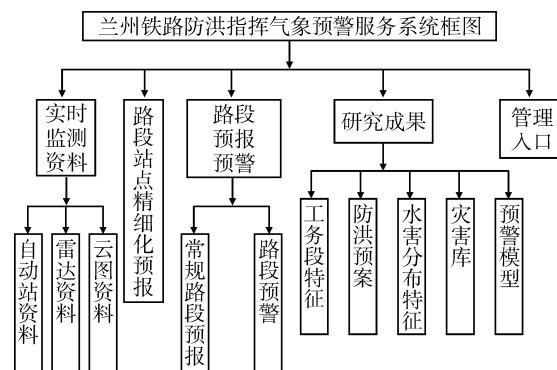 兰州铁路防洪指挥气象预警服务系统框图
实时
监测
资料
路段站点精细化预报
路段
预报
预警
研究成果
管理
入口
自动站资料
雷达资料
云图资料
常规路段预报
路段预警
工务段特征
防洪预案
水害分布特征
灾害库
预警模型